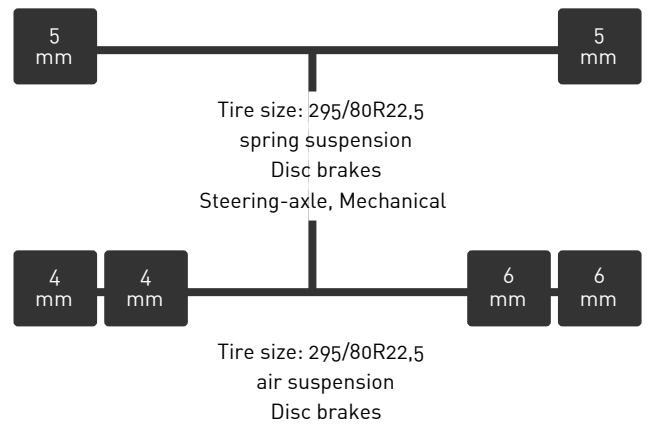 5 mm
5 mm
Tire size: 295/80R22,5
spring suspension
Disc brakes
Steering-axle, Mechanical
4 mm
4 mm
6 mm
6 mm
Tire size: 295/80R22,5
air suspension
Disc brakes